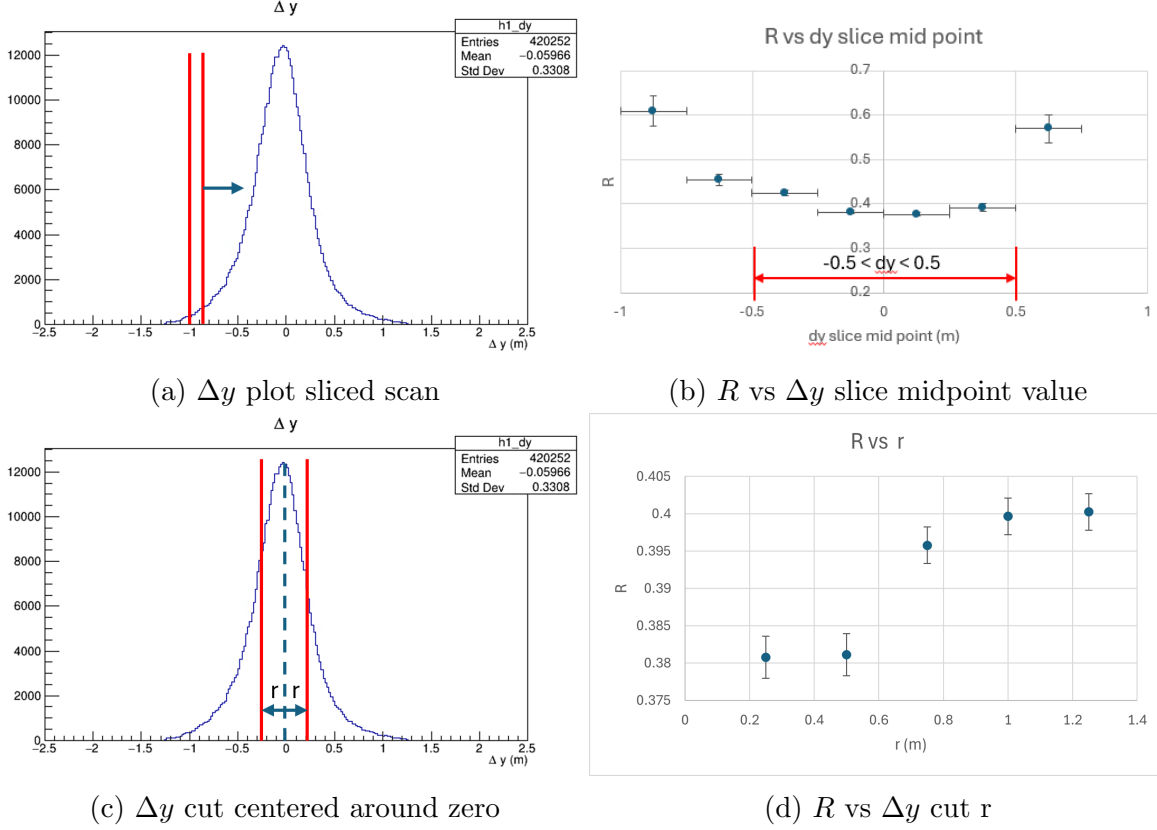 Δ y
h1_dy
Entries 420252
Mean −0.05966
Std Dev 0.3308
12000
10000
8000
6000
4000
2000
0
−2.5 −2 −1.5 −1 −0.5 0 0.5 1 1.5 2 2.5
Δ y (m)
(a) Δy plot sliced scan
R vs dy slice mid point
0.7
0.6
0.5
0.4
0.3
0.2
R
-0.5 < dy < 0.5
-1 -0.5 0 0.5 1
dy slice mid point (m)
(b) R vs Δy slice midpoint value
Δ y
h1_dy
Entries 420252
Mean −0.05966
Std Dev 0.3308
12000
10000
8000
6000
4000
2000
0
r r
−2.5 −2 −1.5 −1 −0.5 0 0.5 1 1.5 2 2.5
Δ y (m)
(c) Δy cut centered around zero
R vs r
0.405
0.4
0.395
0.39
0.385
0.38
0.375
R
0 0.2 0.4 0.6 0.8 1 1.2 1.4
r (m)
(d) R vs Δy cut r